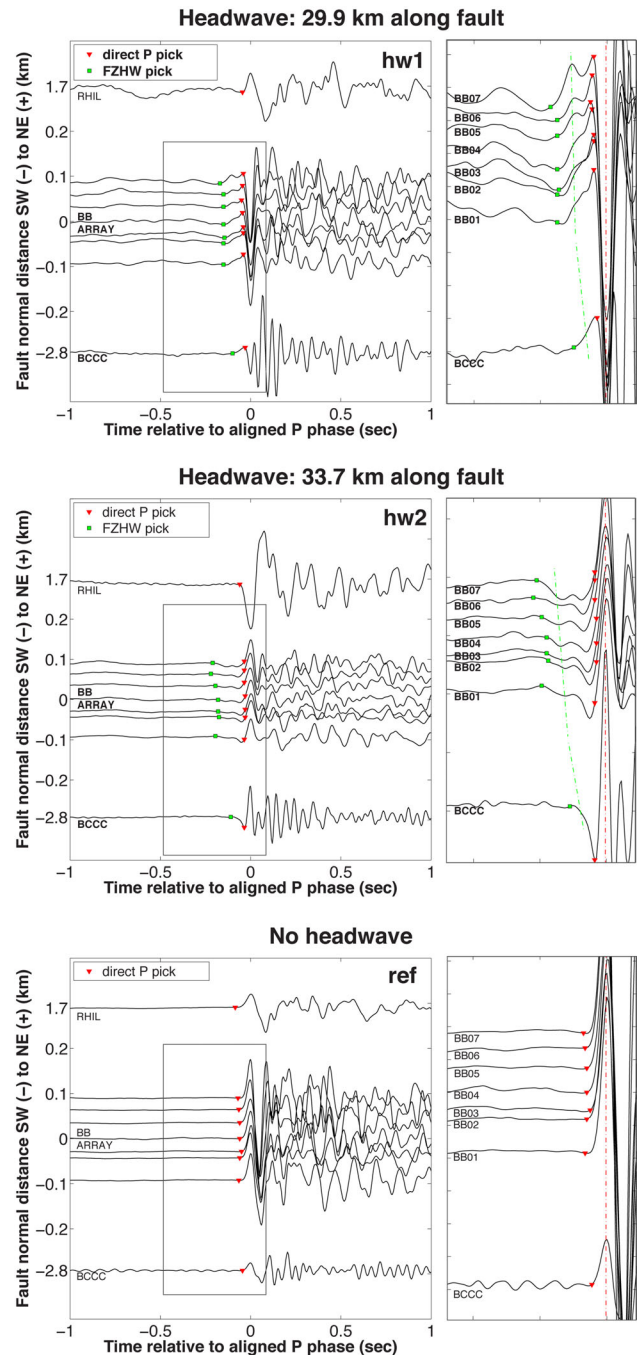 Headwave: 29.9 km along fault
direct P pick
FZHW pick
hw1
Fault normal distance SW (−) to NE (+) (km)
1.7
RHIL
0.2
0.1
0
BB
ARRAY
−0.1
−0.2
−2.8
BCCC
−1
−0.5
0
0.5
1
Time relative to aligned P phase (sec)
BB07
BB06
BB05
BB04
BB03
BB02
BB01
BCCC
Headwave: 33.7 km along fault
direct P pick
FZHW pick
hw2
Fault normal distance SW (−) to NE (+) (km)
1.7
RHIL
0.2
0.1
0
BB
ARRAY
−0.1
−0.2
−2.8
BCCC
−1
−0.5
0
0.5
1
Time relative to aligned P phase (sec)
BB07
BB06
BB05
BB04
BB03
BB02
BB01
BCCC
No headwave
direct P pick
ref
Fault normal distance SW (−) to NE (+) (km)
1.7
RHIL
0.2
0.1
0
BB
ARRAY
−0.1
−0.2
−2.8
BCCC
−1
−0.5
0
0.5
1
Time relative to aligned P phase (sec)
BB07
BB06
BB05
BB04
BB03
BB02
BB01
BCCC